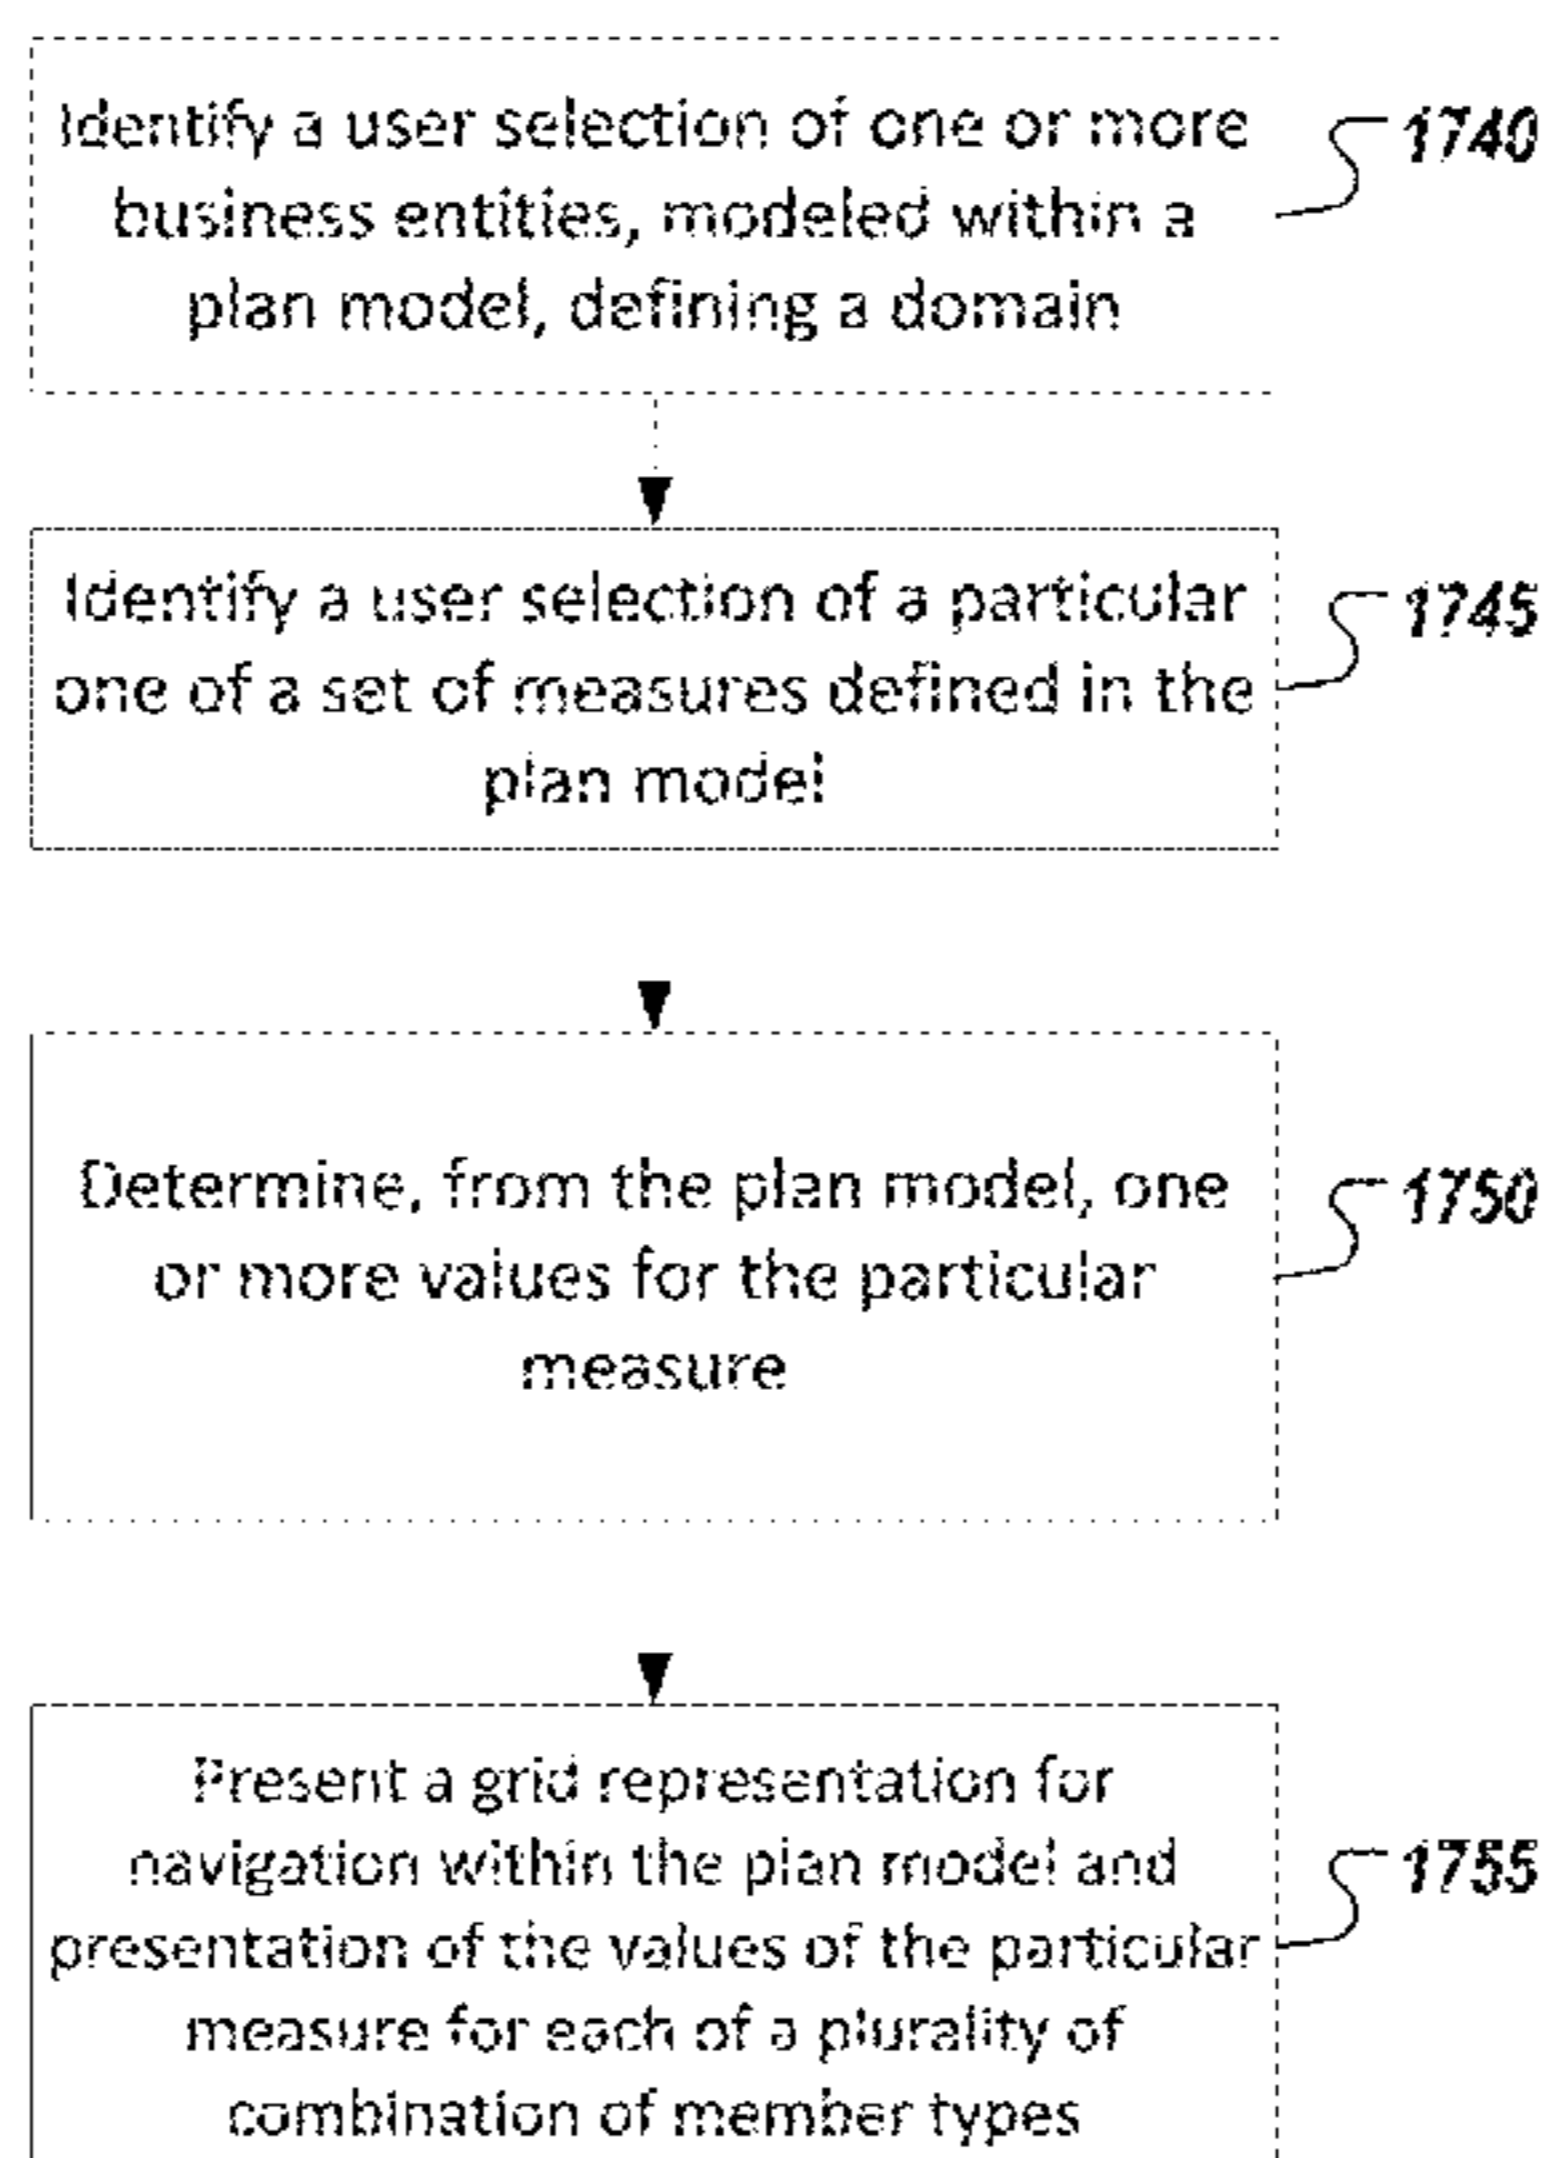 Identify a user selection of one or more
business entities, modeled within a
plan model, defining a domain
1740
Identify a user selection of a particular
one of a set of measures defined in the
plan model
1745
Determine, from the plan model, one
or more values for the particular
measure
1750
Present a grid representation for
navigation within the plan model and
presentation of the values of the particular
measure for each of a plurality of
combination of member types
1755